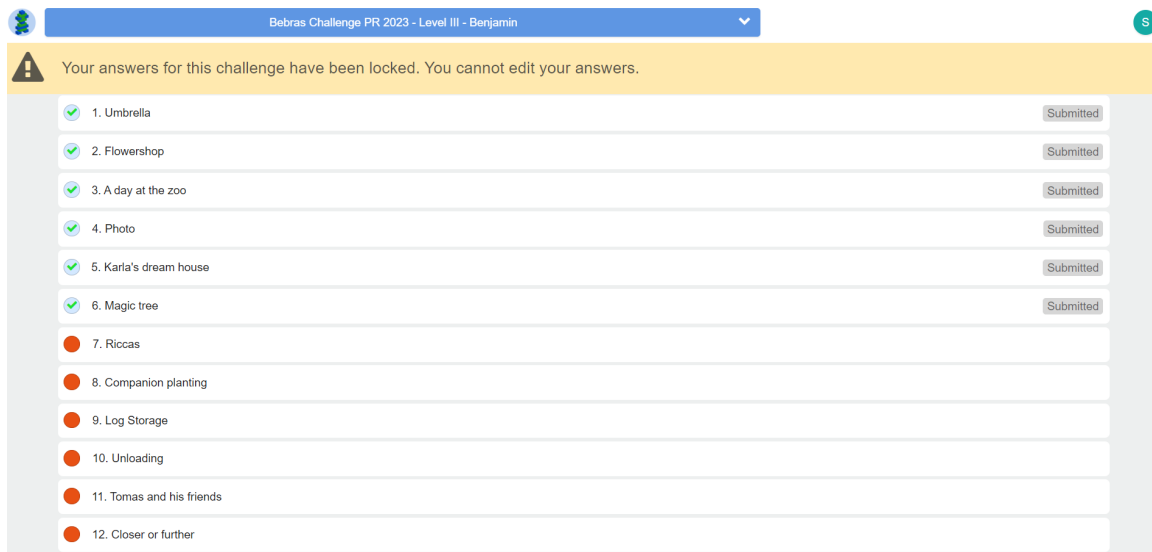 Bebras Challenge PR 2023 - Level III - Benjamin
S
Your answers for this challenge have been locked. You cannot edit your answers.
1. Umbrella Submitted
2. Flowershop Submitted
3. A day at the zoo Submitted
4. Photo Submitted
5. Karla's dream house Submitted
6. Magic tree Submitted
7. Riccas
8. Companion planting
9. Log Storage
10. Unloading
11. Tomas and his friends
12. Closer or further